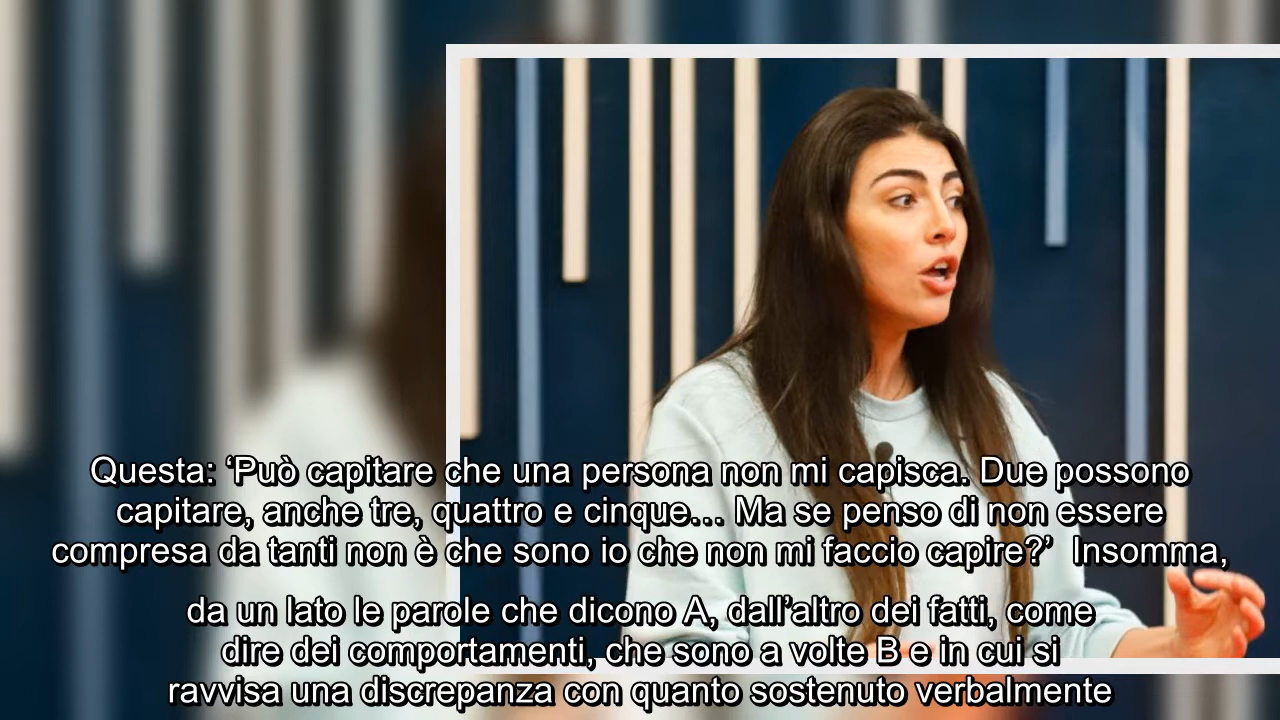 Questa: ‘Può capitare che una persona non mi capisca. Due possono
capitare, anche tre, quattro e cinque… Ma se penso di non essere
compresa da tanti non è che sono io che non mi faccio capire?’  Insomma,
da un lato le parole che dicono A, dall’altro dei fatti, come
dire dei comportamenti, che sono a volte B e in cui si
ravvisa una discrepanza con quanto sostenuto verbalmente